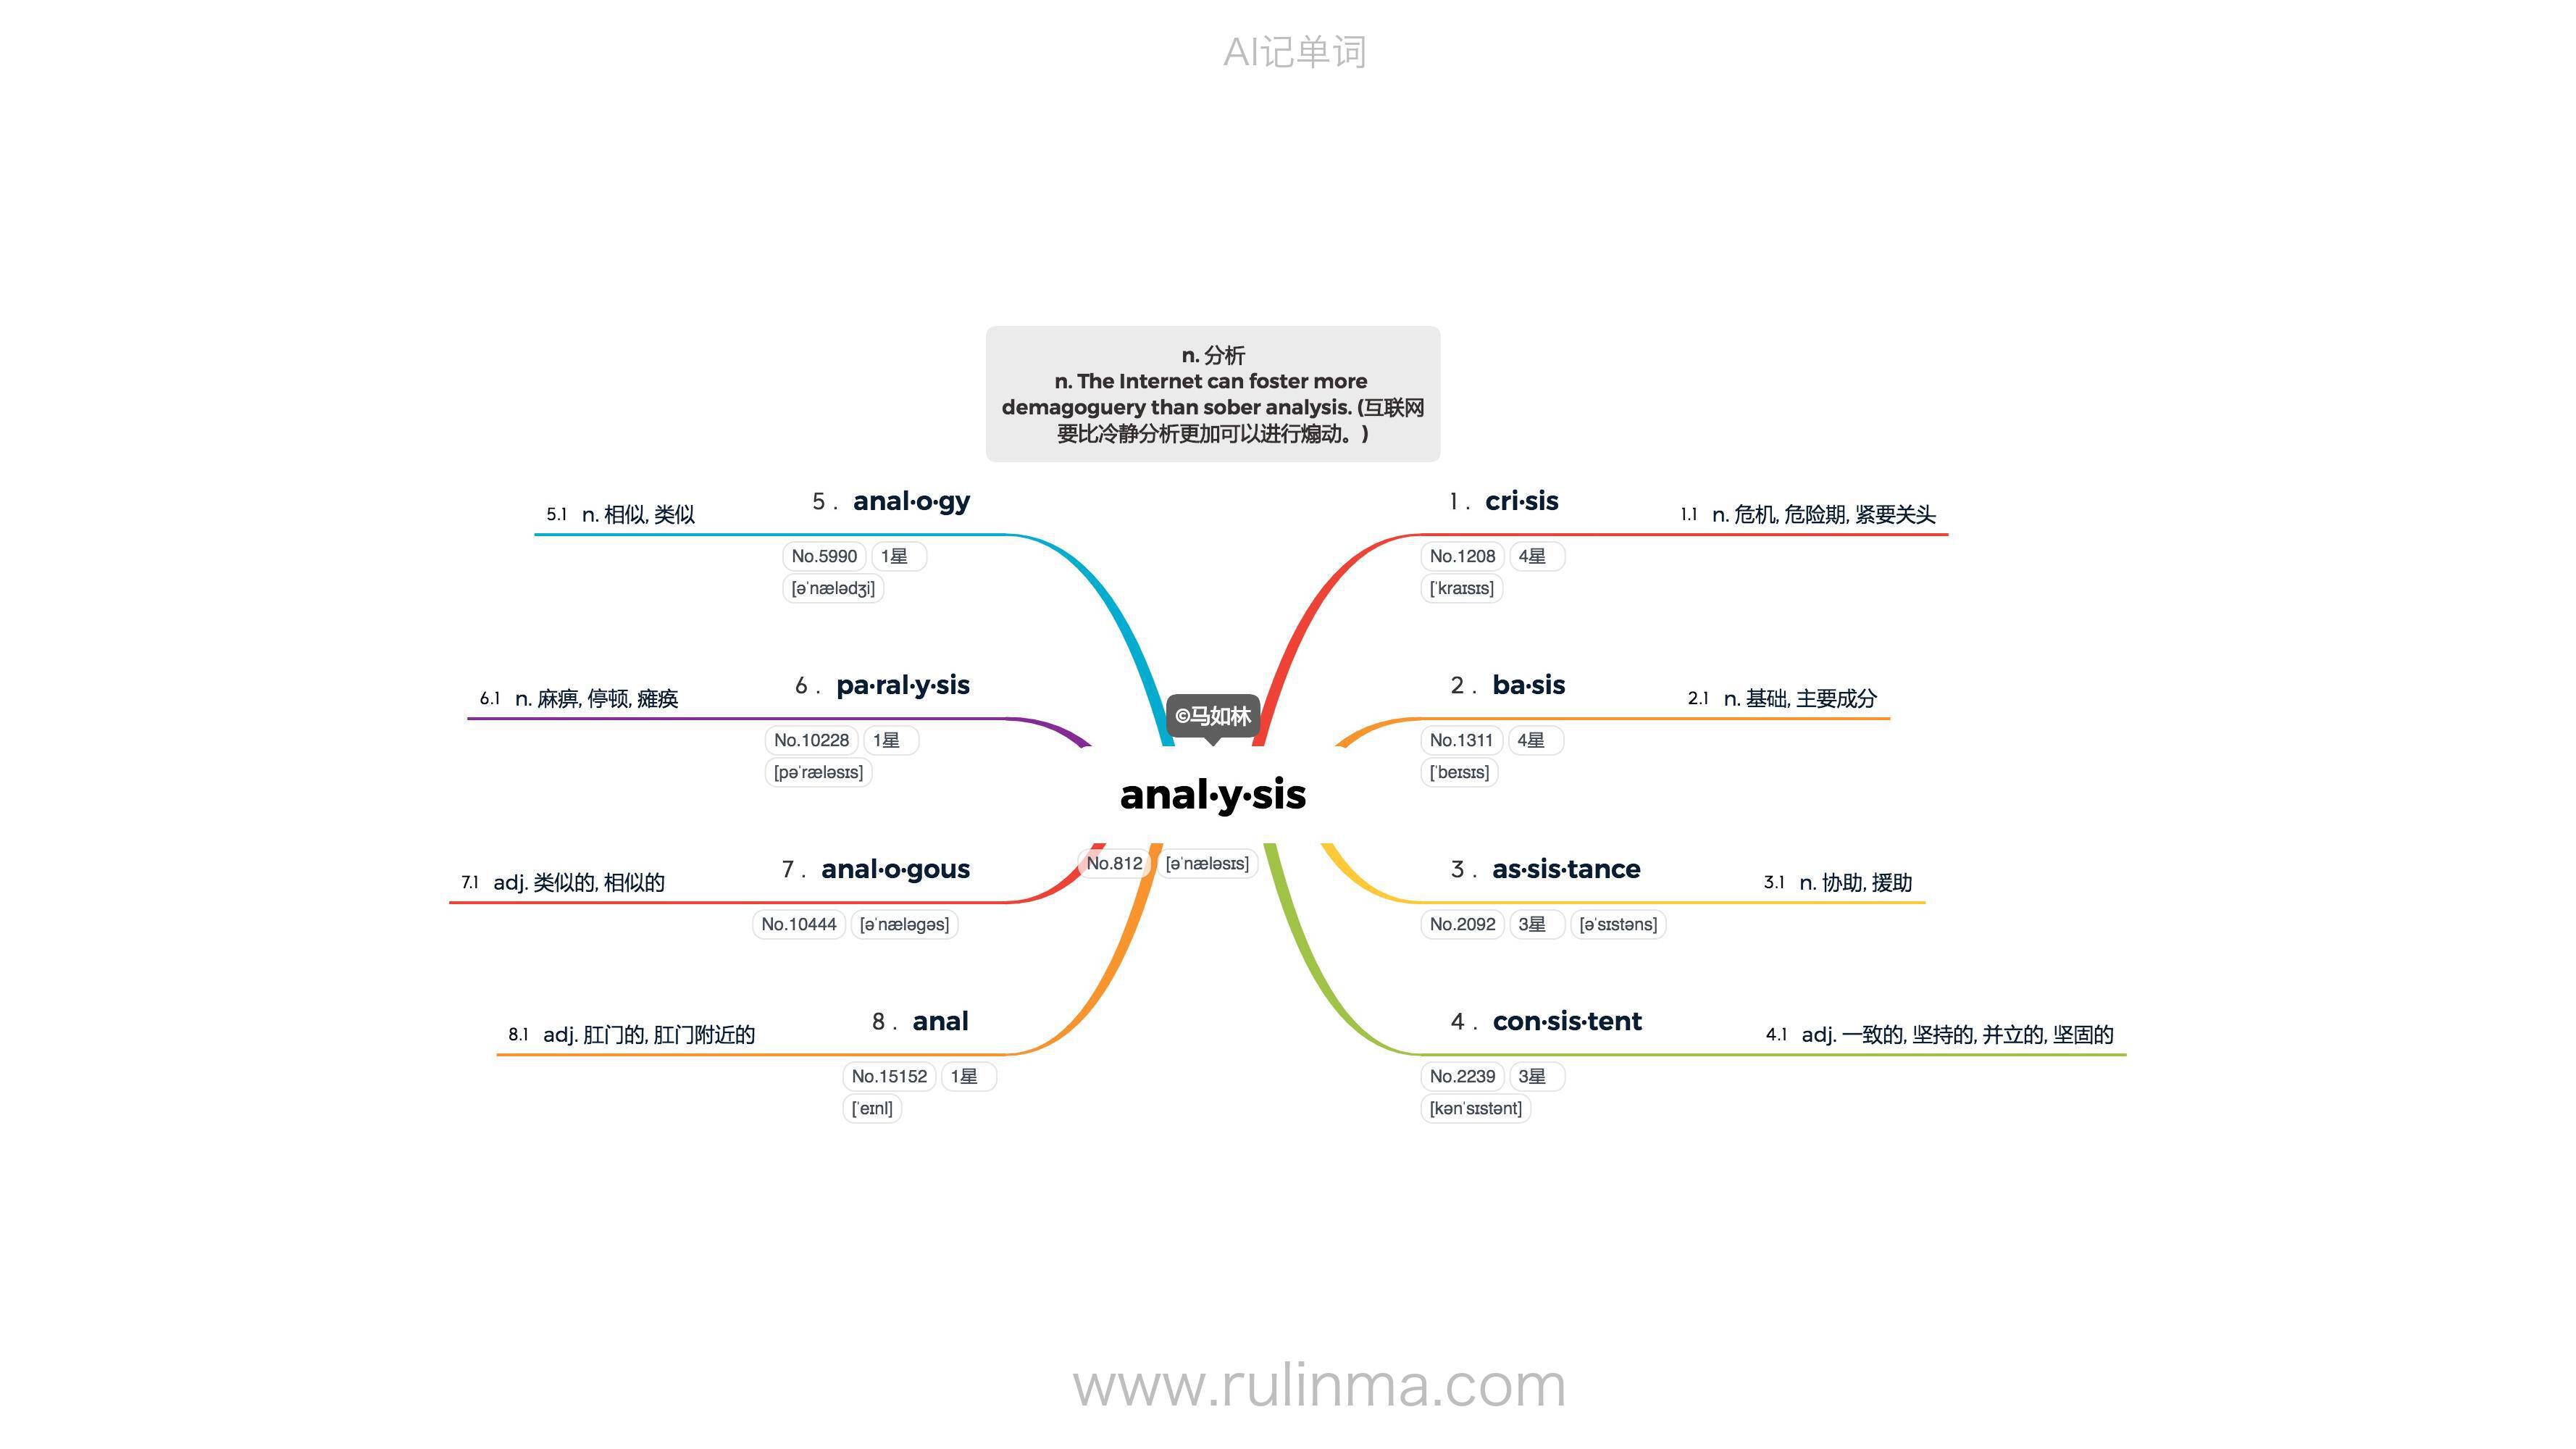 AI记单词
n. 分析
n. The Internet can foster more
demagoguery than sober analysis. (互联网
要比冷静分析更加可以进行煽动。)
©马如林
anal·y·sis
No.812 [əˈnæləsɪs]
1. cri·sis
1.1 n. 危机, 危险期, 紧要关头
No.1208 4星
[ˈkraɪsɪs]
2. ba·sis
2.1 n. 基础, 主要成分
No.1311 4星
[ˈbeɪsɪs]
3. as·sis·tance
3.1 n. 协助, 援助
No.2092 3星 [əˈsɪstəns]
4. con·sis·tent
4.1 adj. 一致的, 坚持的, 并立的, 坚固的
No.2239 3星
[kənˈsɪstənt]
5. anal·o·gy
5.1 n. 相似, 类似
No.5990 1星
[əˈnælədʒi]
6. pa·ral·y·sis
6.1 n. 麻痹, 停顿, 瘫痪
No.10228 1星
[pəˈræləsɪs]
7. anal·o·gous
7.1 adj. 类似的, 相似的
No.10444 [əˈnæləgəs]
8. anal
8.1 adj. 肛门的, 肛门附近的
No.15152 1星
[ˈeɪnl]
www.rulinma.com